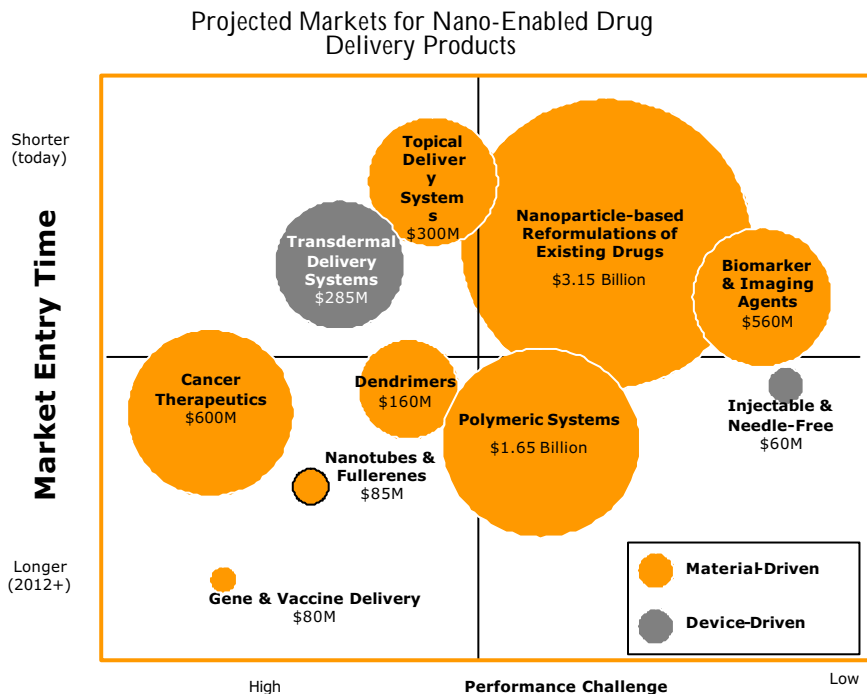 Projected Markets for Nano-Enabled Drug
Delivery Products
Shorter
(today)
Market Entry Time
Longer
(2012+)
Topical
Deliver
y
System
s
$300M
Transdermal
Delivery
Systems
$285M
Nanoparticle-based
Reformulations of
Existing Drugs
$3.15 Billion
Biomarker
& Imaging
Agents
$560M
Cancer
Therapeutics
$600M
Dendrimers
$160M
Polymeric Systems
$1.65 Billion
Injectable &
Needle-Free
$60M
Nanotubes &
Fullerenes
$85M
Gene & Vaccine Delivery
$80M
Material-Driven
Device-Driven
High
Performance Challenge
Low